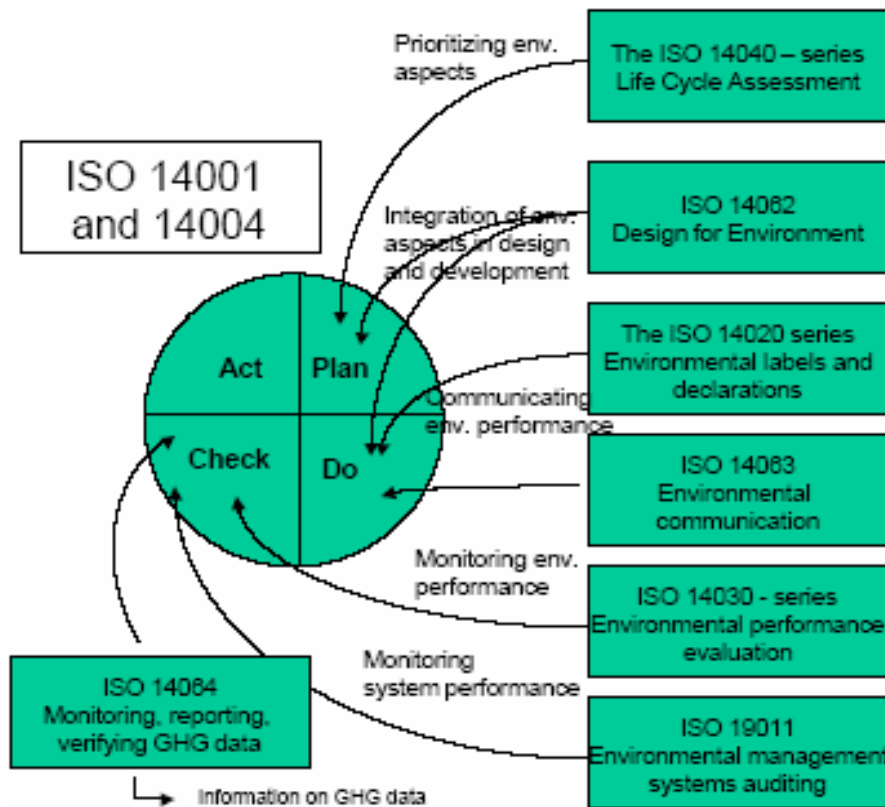 Prioritizing env.
aspects
The ISO 14040 – series
Life Cycle Assessment
ISO 14001
and 14004
Integration of env.
aspects in design
and development
ISO 14062
Design for Environment
Act
Plan
Check
Do
The ISO 14020 series
Environmental labels and
declarations
Communicating
env. performance
ISO 14063
Environmental
communication
Monitoring env.
performance
ISO 14030 - series
Environmental performance
evaluation
Monitoring
system performance
ISO 14064
Monitoring, reporting,
verifying GHG data
ISO 19011
Environmental management
systems auditing
Information on GHG data